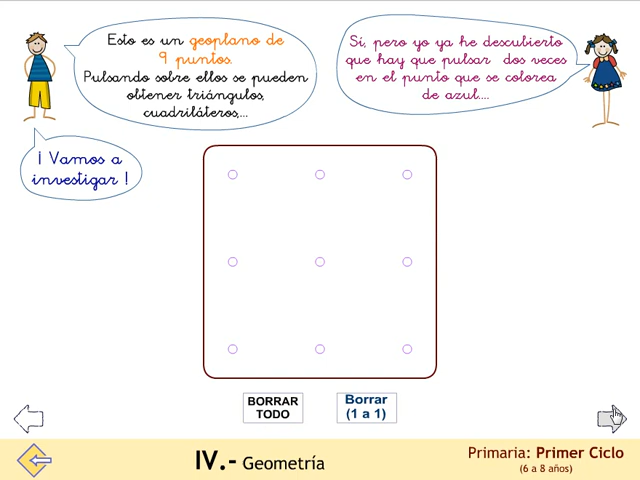 Esto es un geoplano de
9 puntos.
Pulsando sobre ellos se pueden
obtener triángulos,
cuadriláteros,...
Sí, pero yo ya he descubierto
que hay que pulsar dos veces
en el punto que se colorea
de azul....
¡ Vamos a
investigar !
BORRAR
TODO
Borrar
(1 a 1)
IV.- Geometría
Primaria: Primer Ciclo
(6 a 8 años)